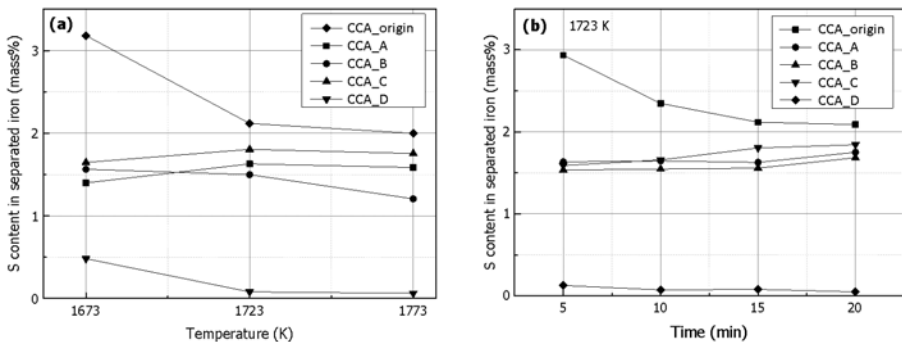 (a)
CCA_origin
CCA_A
CCA_B
CCA_C
CCA_D
S content in separated iron (mass%)
3
2
1
0
1673
1723
1773
Temperature (K)
(b)
1723 K
CCA_origin
CCA_A
CCA_B
CCA_C
CCA_D
S content in separated iron (mass%)
3
2
1
0
5
10
15
20
Time (min)